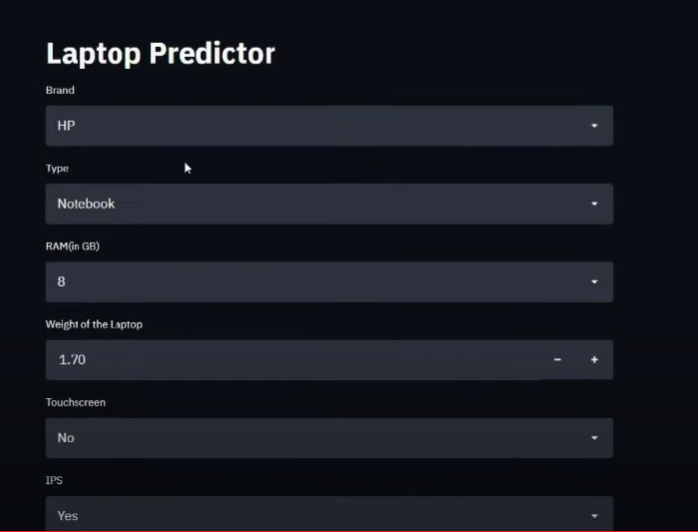 Laptop Predictor
Brand
HP
Type
Notebook
RAM(in GB)
8
Weight of the Laptop
1.70
Touchscreen
No
IPS
Yes